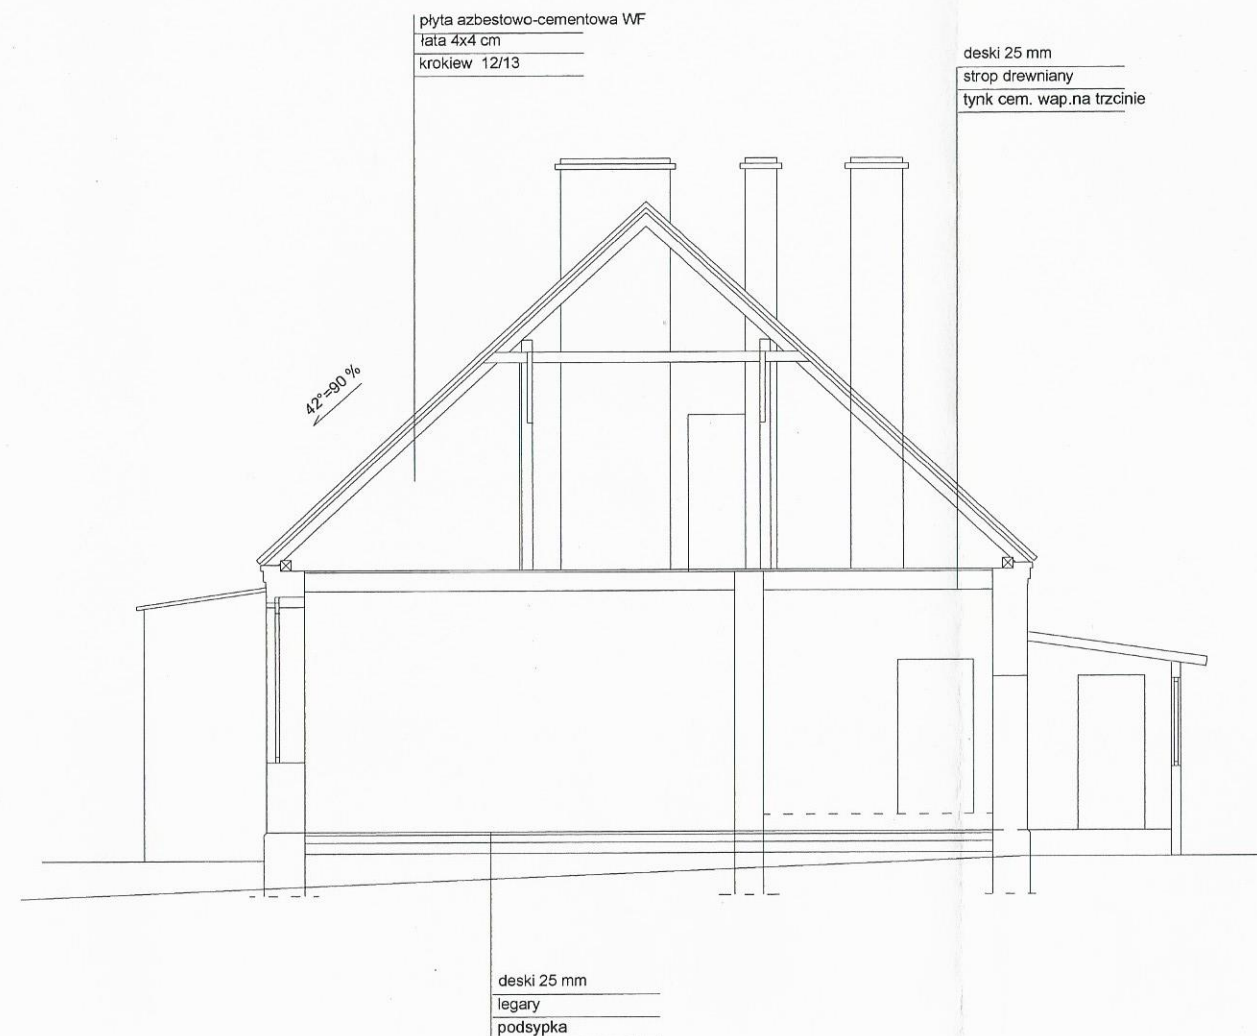 płyta azbestowo-cementowa WF
łata 4x4 cm
krokiew 12/13
deski 25 mm
strop drewniany
tynk cem. wap.na trzcinie
42°=90 %
deski 25 mm
legary
podsypka